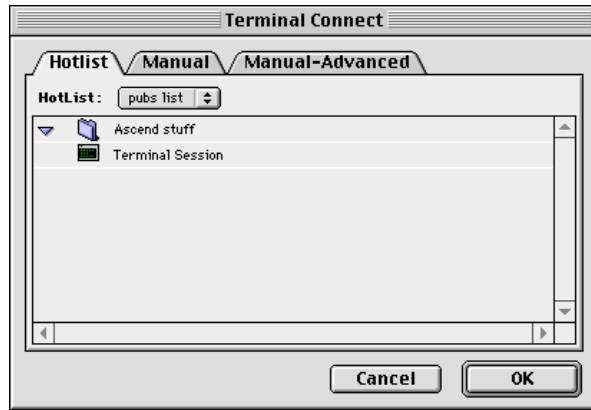 Terminal Connect
Hotlist Manual Manual-Advanced
HotList: pubs list
Ascend stuff
Terminal Session
Cancel OK